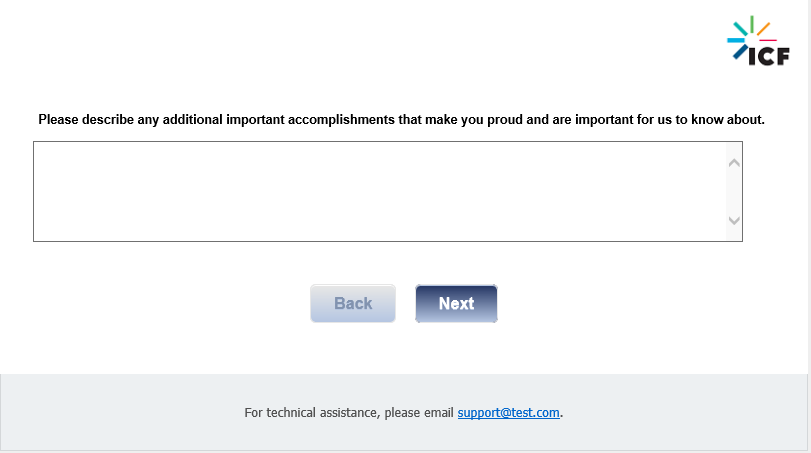 ICF
Please describe any additional important accomplishments that make you proud and are important for us to know about.
Back
Next
For technical assistance, please email support@test.com.